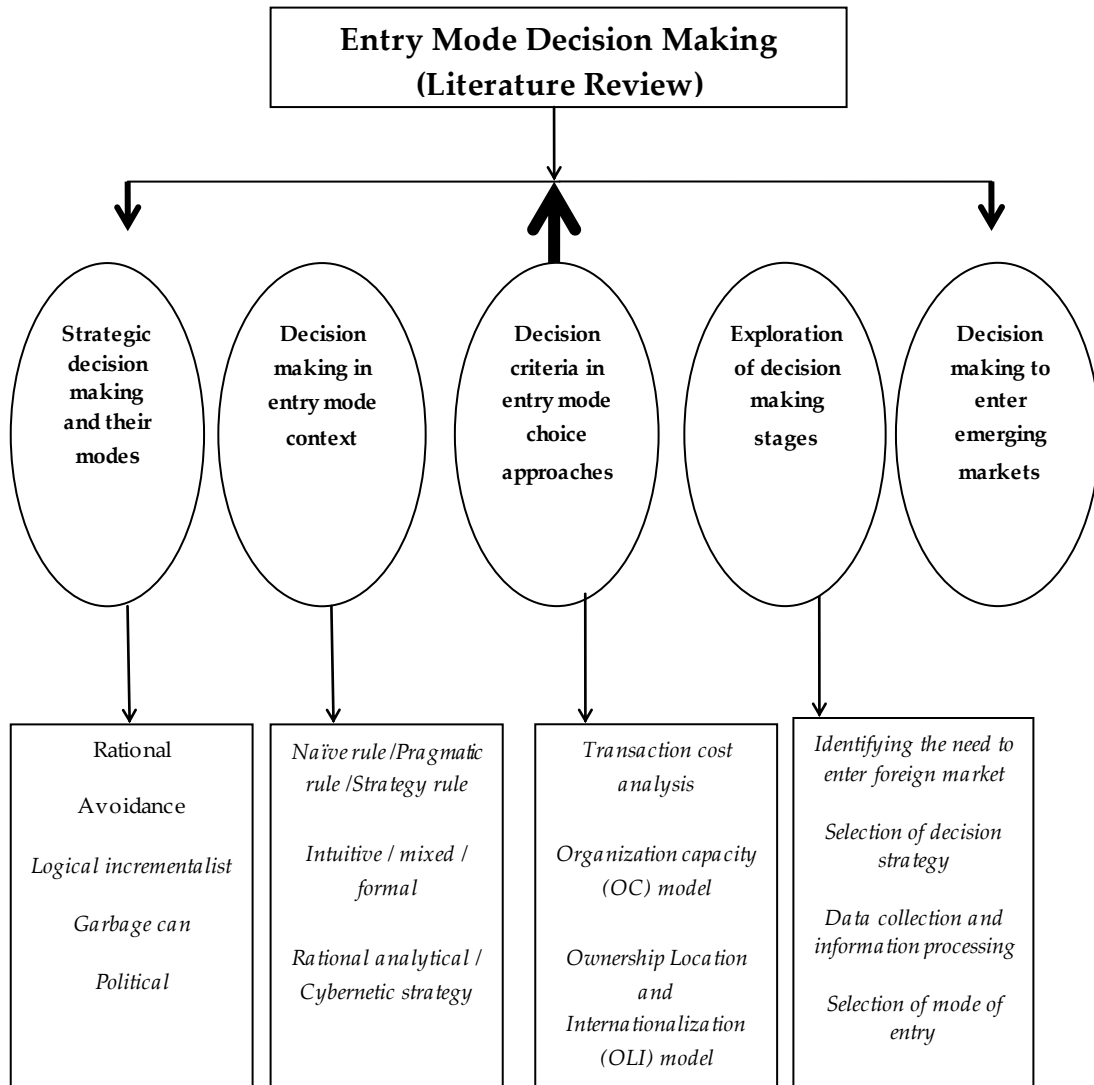 Entry Mode Decision Making
(Literature Review)
Strategic
decision
making
and their
modes
Decision
making in
entry mode
context
Decision
criteria in
entry mode
choice
approaches
Exploration
of decision
making
stages
Decision
making to
enter
emerging
markets
Rational
Avoidance
Logical incrementalist
Garbage can
Political
Naïve rule /Pragmatic
rule /Strategy rule
Intuitive / mixed /
formal
Rational analytical /
Cybernetic strategy
Transaction cost
analysis
Organization capacity
(OC) model
Ownership Location
and
Internationalization
(OLI) model
Identifying the need to
enter foreign market
Selection of decision
strategy
Data collection and
information processing
Selection of mode of
entry